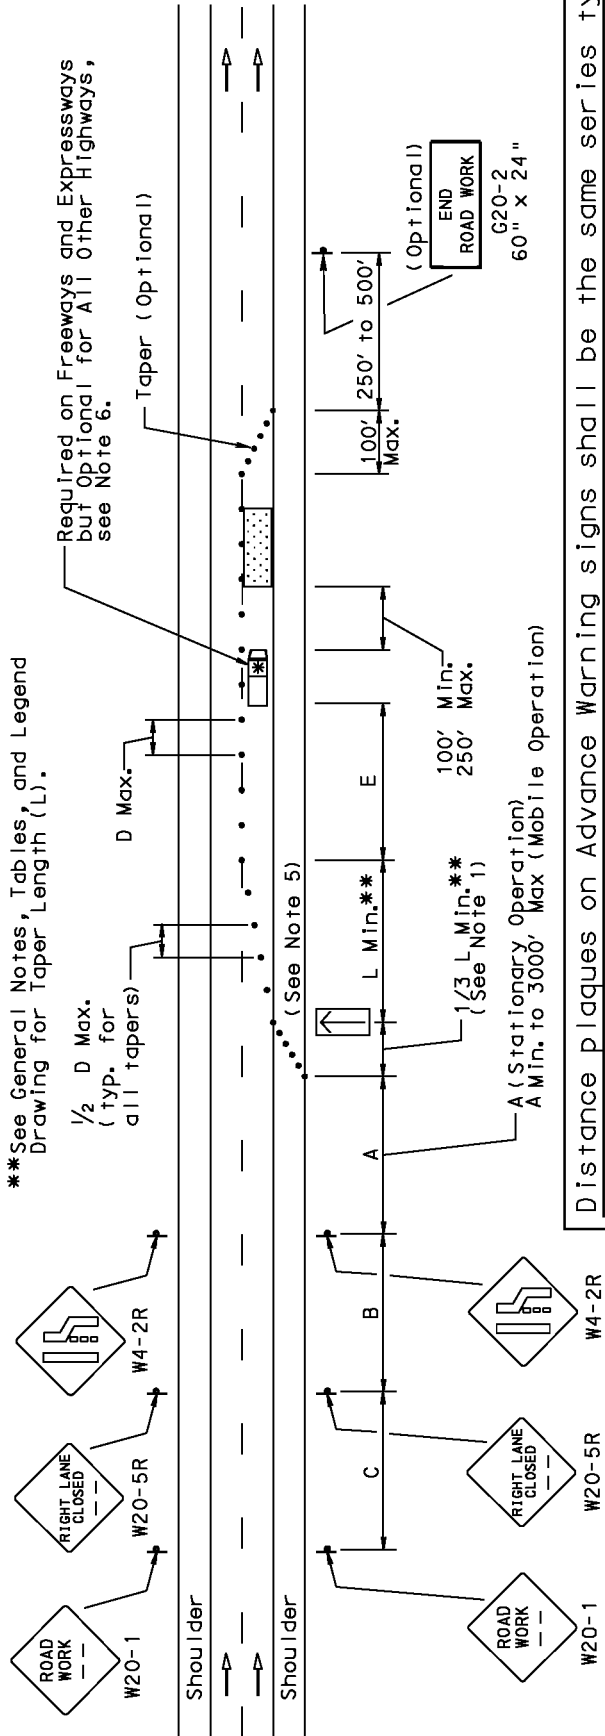 **See General Notes, Tables, and Legend
Drawing for Taper Length (L).
Required on Freeways and Expressways
but Optional for All Other Highways,
see Note 6.
Taper (Optional)
D Max.
1/2 D Max.
(typ. for
all tapers)
ROAD
WORK
— —
W20-1
RIGHT LANE
CLOSED
— —
W20-5R
W4-2R
Shoulder
Shoulder
(See Note 5)
*
C
B
A
L Min.**
E
100'
Max.
250' to 500'
1/3 L Min.**
(See Note 1)
100' Min.
250' Max.
A (Stationary Operation)
A Min. to 3000' Max (Mobile Operation)
(Optional)
END
ROAD WORK
G20-2
60" x 24"
ROAD
WORK
— —
W20-1
RIGHT LANE
CLOSED
— —
W20-5R
W4-2R
Distance plaques on Advance Warning signs shall be the same series ty